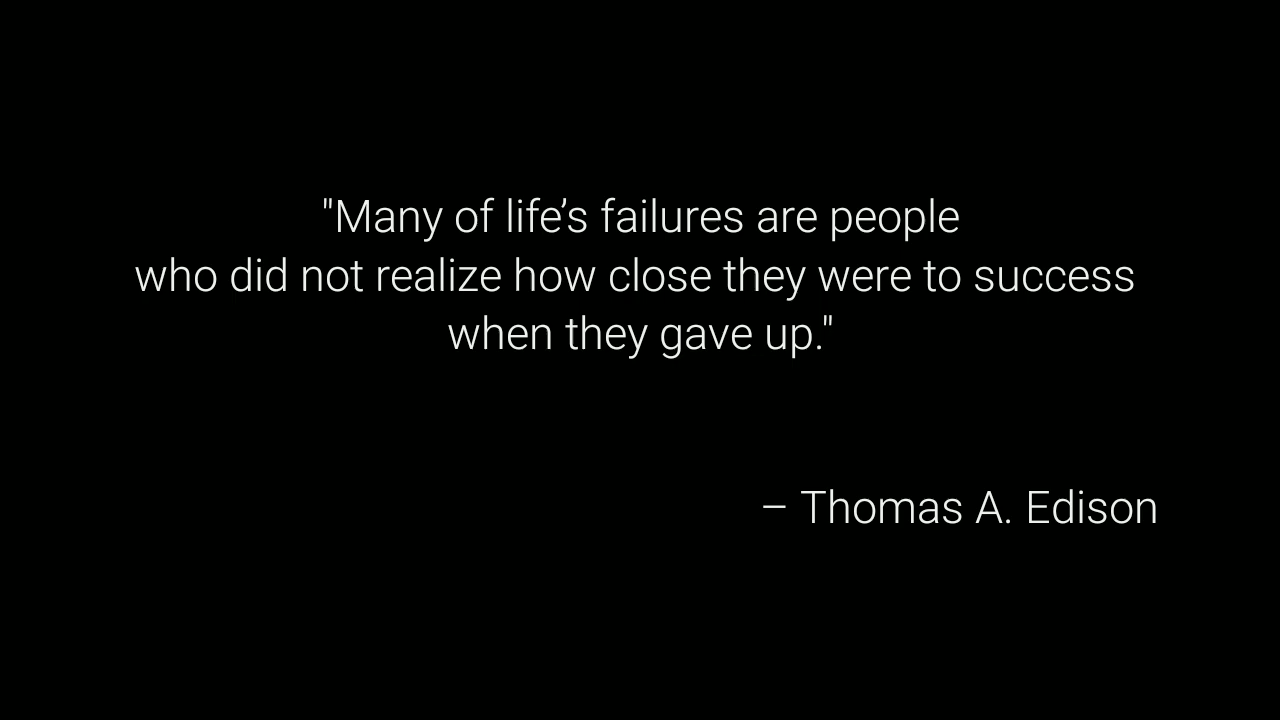 "Many of life’s failures are people
who did not realize how close they were to success
when they gave up."
– Thomas A. Edison